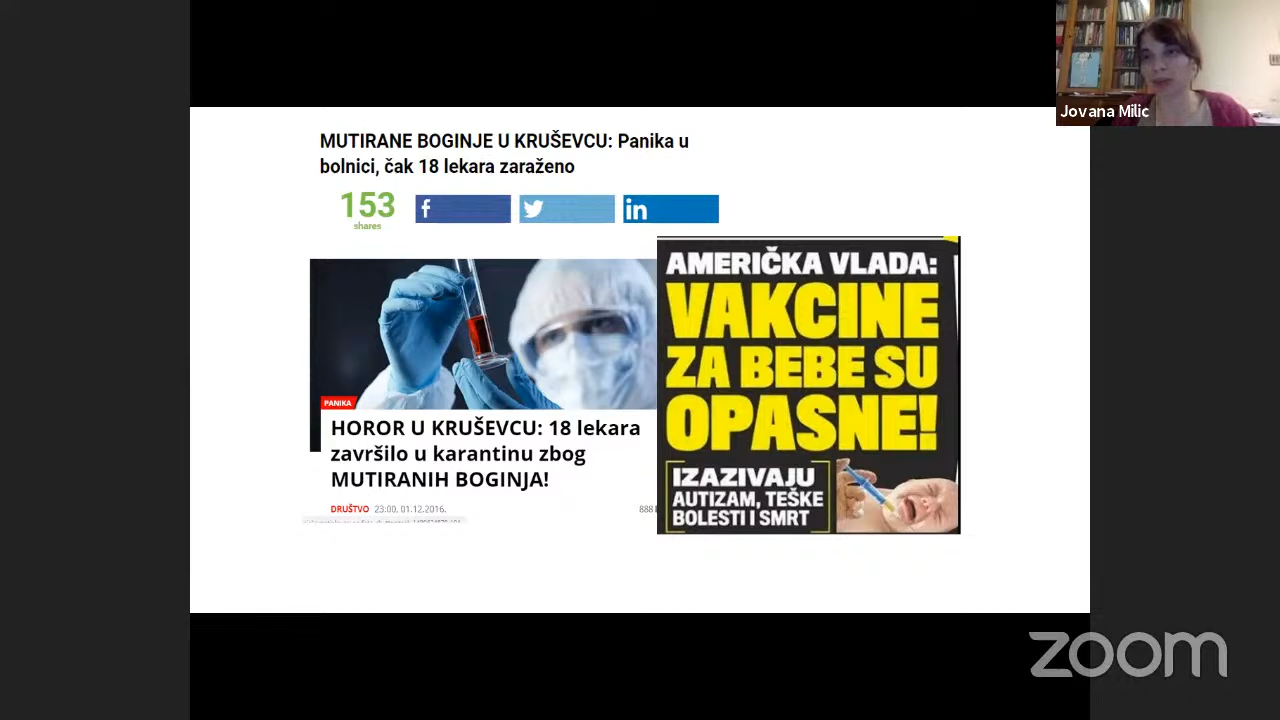 Jovana Milic
MUTIRANE BOGINJE U KRUŠEVCU: Panika u
bolnici, čak 18 lekara zaraženo
153
shares
f
in
PANIKA
HOROR U KRUŠEVCU: 18 lekara
završilo u karantinu zbog
MUTIRANIH BOGINJA!
DRUŠTVO 23:00, 01.12.2016.
888
AMERIČKA VLADA:
VAKCINE
ZA BEBE SU
OPASNE!
IZAZIVAJU
AUTIZAM, TEŠKE
BOLESTI I SMRT
zoom